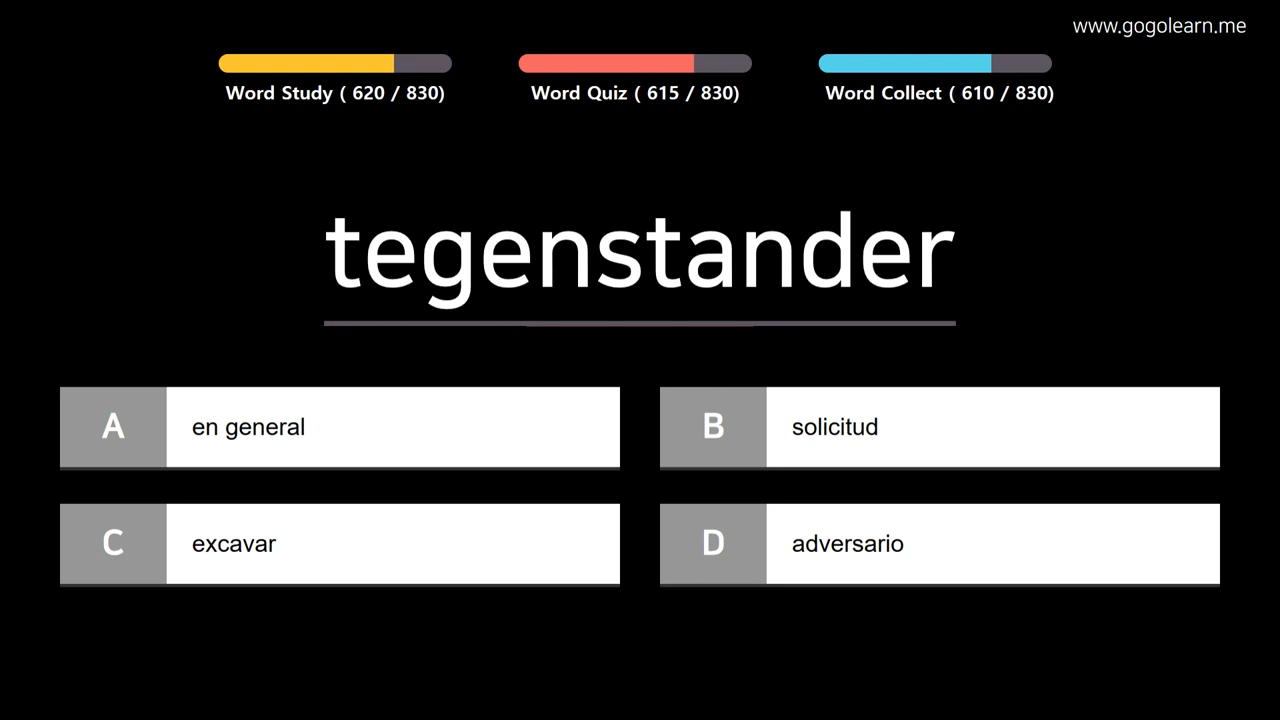 www.gogolearn.me
Word Study ( 620 / 830)
Word Quiz ( 615 / 830)
Word Collect ( 610 / 830)
tegenstander
A
en general
B
solicitud
C
excavar
D
adversario